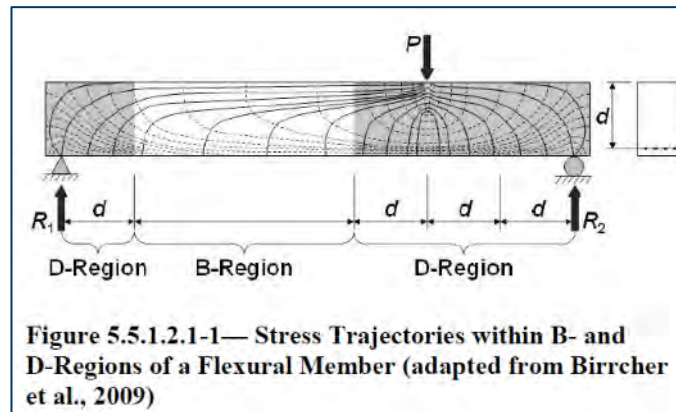 P
d
R1
d
d
d
d
R2
D-Region
B-Region
D-Region
Figure 5.5.1.2.1-1— Stress Trajectories within B- and
D-Regions of a Flexural Member (adapted from Birrcher
et al., 2009)